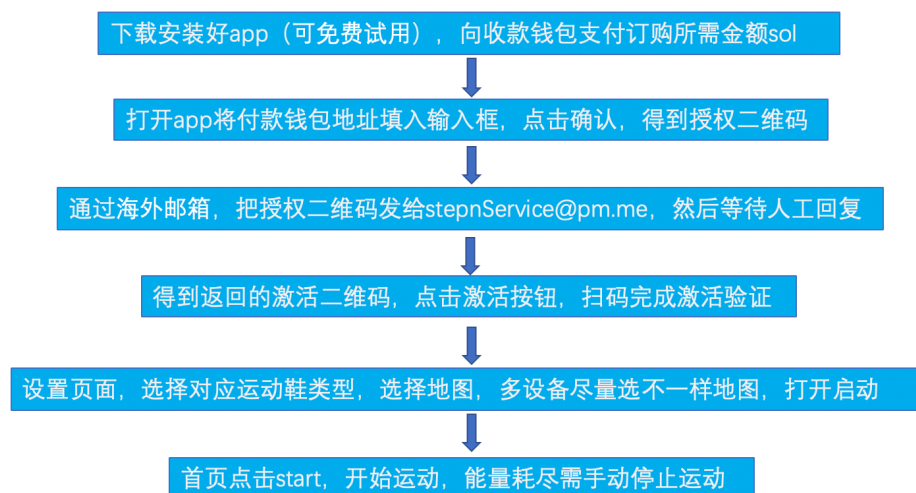 下载安装好app（可免费试用），向收款钱包支付订购所需金额sol
打开app将付款钱包地址填入输入框，点击确认，得到授权二维码
通过海外邮箱，把授权二维码发给stepnService@pm.me，然后等待人工回复
得到返回的激活二维码，点击激活按钮，扫码完成激活验证
设置页面，选择对应运动鞋类型，选择地图，多设备尽量选不一样地图，打开启动
首页点击start，开始运动，能量耗尽需手动停止运动